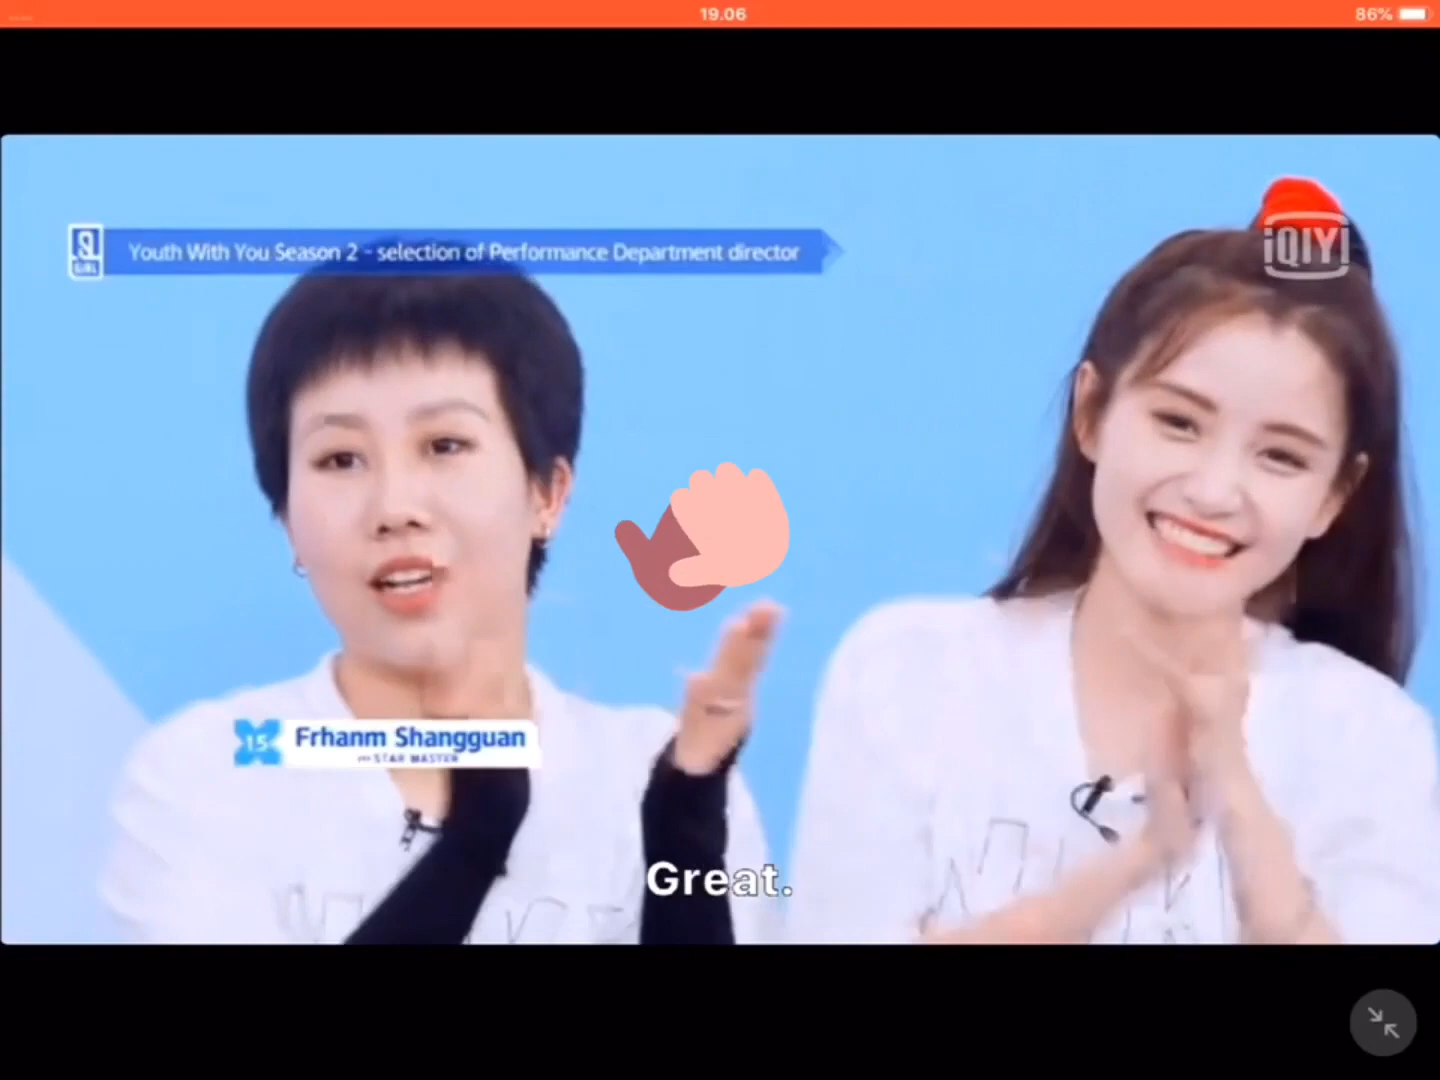 19.06
86%
GIRL
Youth With You Season 2 - selection of Performance Department director
iQIYI
15
Frhanm Shangguan
STAR MASTER
Great.